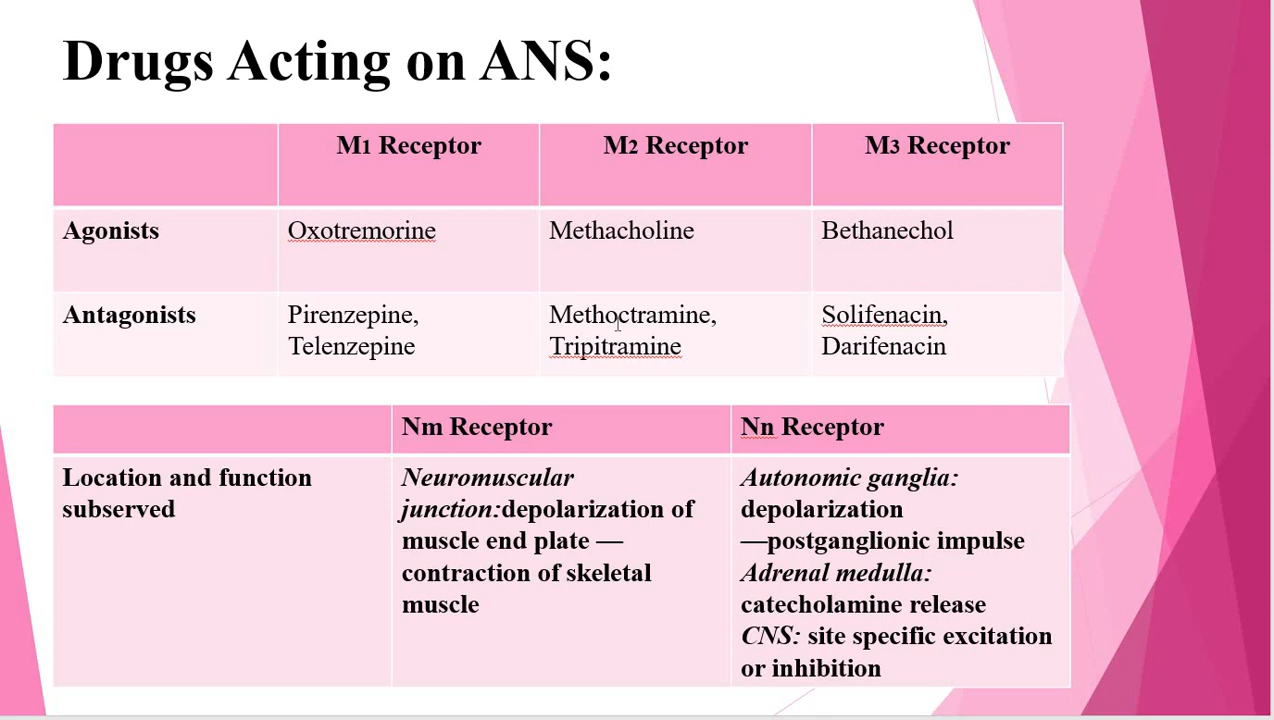 Drugs Acting on ANS:
M1 Receptor
M2 Receptor
M3 Receptor
Agonists
Oxotremorine
Methacholine
Bethanechol
Antagonists
Pirenzepine,
Telenzepine
Methoctramine,
Tripitramine
Solifenacin,
Darifenacin
Nm Receptor
Nn Receptor
Location and function
subserved
Neuromuscular
junction:depolarization of
muscle end plate —
contraction of skeletal
muscle
Autonomic ganglia:
depolarization
—postganglionic impulse
Adrenal medulla:
catecholamine release
CNS: site specific excitation
or inhibition